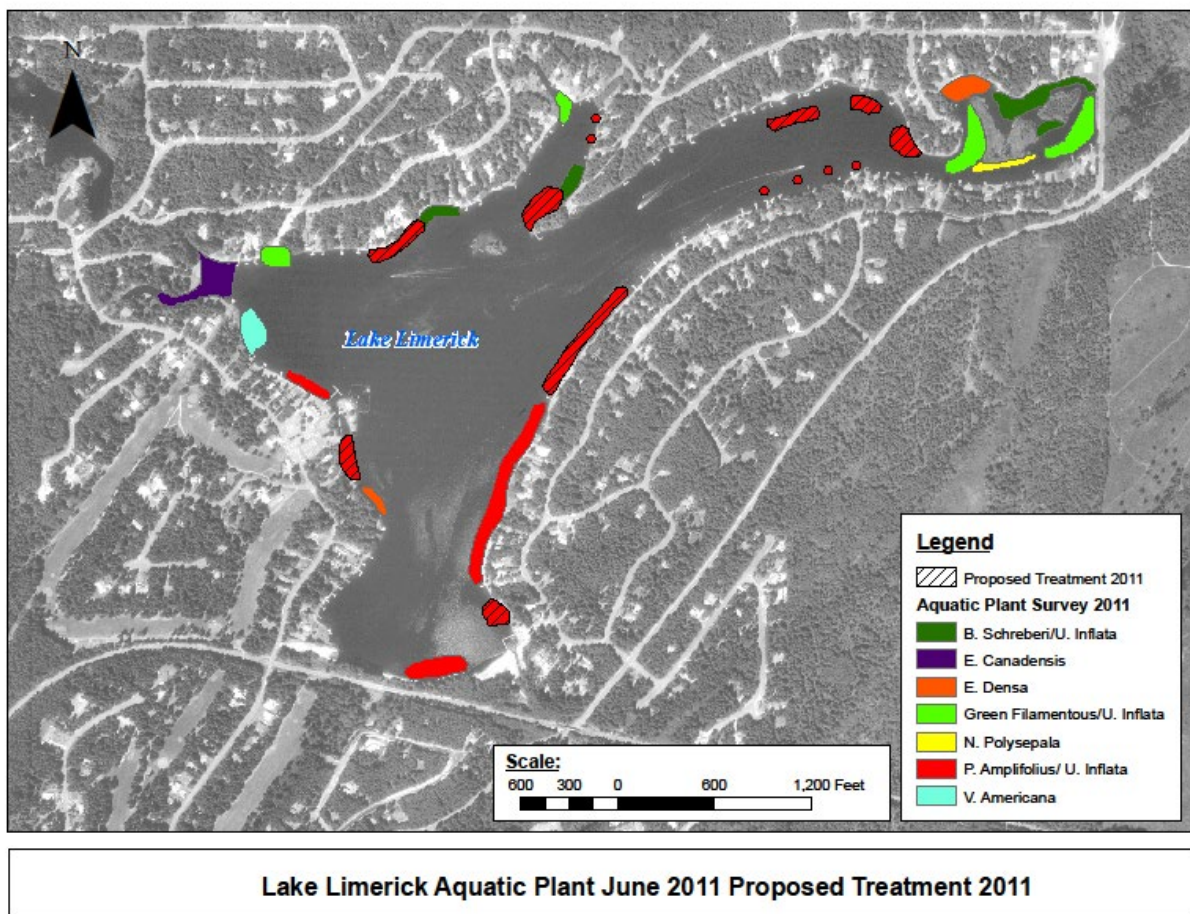 N
Lake Limerick
Legend
Proposed Treatment 2011
Aquatic Plant Survey 2011
B. Schreberi/U. Inflata
E. Canadensis
E. Densa
Green Filamentous/U. Inflata
N. Polysepala
P. Amplifolius/ U. Inflata
V. Americana
Scale:
600 300 0 600 1,200 Feet
Lake Limerick Aquatic Plant June 2011 Proposed Treatment 2011